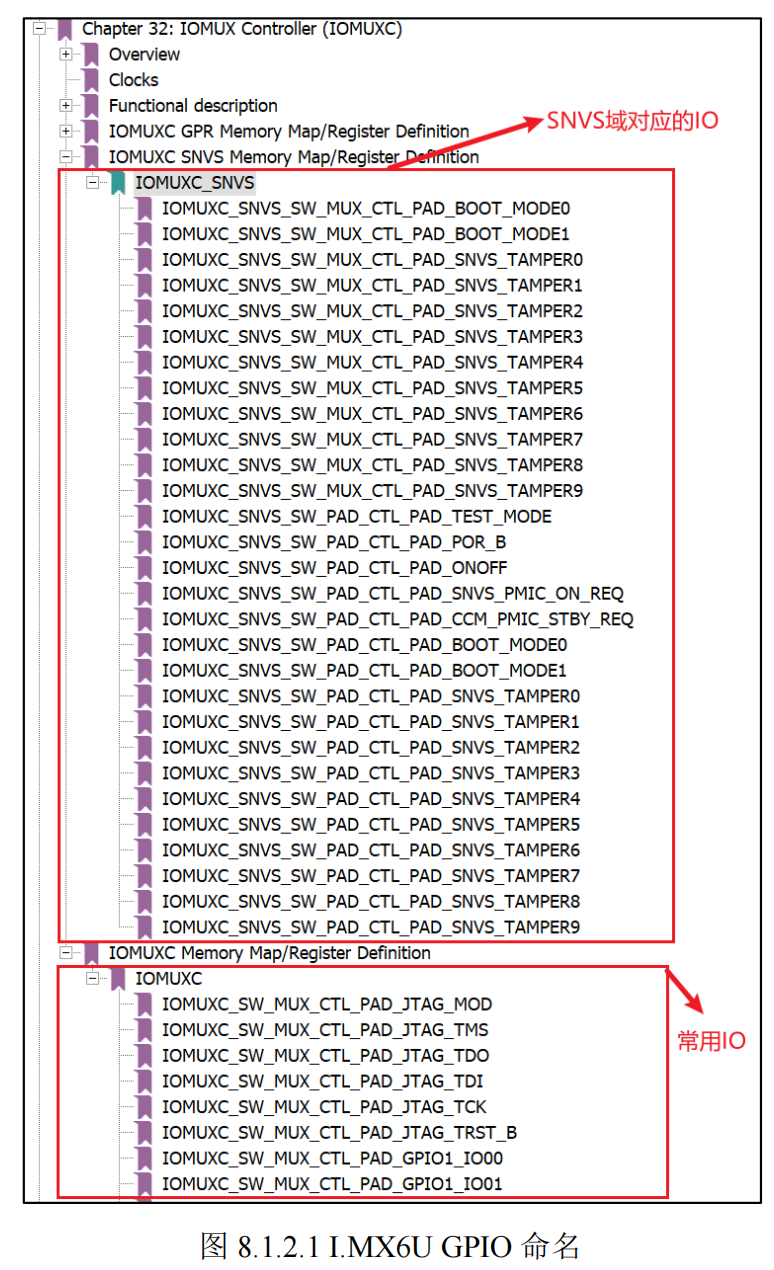 Chapter 32: IOMUX Controller (IOMUXC)
Overview
Clocks
Functional description
IOMUXC GPR Memory Map/Register Definition
SNVS域对应的IO
IOMUXC SNVS Memory Map/Register Definition
IOMUXC_SNVS
IOMUXC_SNVS_SW_MUX_CTL_PAD_BOOT_MODE0
IOMUXC_SNVS_SW_MUX_CTL_PAD_BOOT_MODE1
IOMUXC_SNVS_SW_MUX_CTL_PAD_SNVS_TAMPER0
IOMUXC_SNVS_SW_MUX_CTL_PAD_SNVS_TAMPER1
IOMUXC_SNVS_SW_MUX_CTL_PAD_SNVS_TAMPER2
IOMUXC_SNVS_SW_MUX_CTL_PAD_SNVS_TAMPER3
IOMUXC_SNVS_SW_MUX_CTL_PAD_SNVS_TAMPER4
IOMUXC_SNVS_SW_MUX_CTL_PAD_SNVS_TAMPER5
IOMUXC_SNVS_SW_MUX_CTL_PAD_SNVS_TAMPER6
IOMUXC_SNVS_SW_MUX_CTL_PAD_SNVS_TAMPER7
IOMUXC_SNVS_SW_MUX_CTL_PAD_SNVS_TAMPER8
IOMUXC_SNVS_SW_MUX_CTL_PAD_SNVS_TAMPER9
IOMUXC_SNVS_SW_PAD_CTL_PAD_TEST_MODE
IOMUXC_SNVS_SW_PAD_CTL_PAD_POR_B
IOMUXC_SNVS_SW_PAD_CTL_PAD_ONOFF
IOMUXC_SNVS_SW_PAD_CTL_PAD_SNVS_PMIC_ON_REQ
IOMUXC_SNVS_SW_PAD_CTL_PAD_CCM_PMIC_STBY_REQ
IOMUXC_SNVS_SW_PAD_CTL_PAD_BOOT_MODE0
IOMUXC_SNVS_SW_PAD_CTL_PAD_BOOT_MODE1
IOMUXC_SNVS_SW_PAD_CTL_PAD_SNVS_TAMPER0
IOMUXC_SNVS_SW_PAD_CTL_PAD_SNVS_TAMPER1
IOMUXC_SNVS_SW_PAD_CTL_PAD_SNVS_TAMPER2
IOMUXC_SNVS_SW_PAD_CTL_PAD_SNVS_TAMPER3
IOMUXC_SNVS_SW_PAD_CTL_PAD_SNVS_TAMPER4
IOMUXC_SNVS_SW_PAD_CTL_PAD_SNVS_TAMPER5
IOMUXC_SNVS_SW_PAD_CTL_PAD_SNVS_TAMPER6
IOMUXC_SNVS_SW_PAD_CTL_PAD_SNVS_TAMPER7
IOMUXC_SNVS_SW_PAD_CTL_PAD_SNVS_TAMPER8
IOMUXC_SNVS_SW_PAD_CTL_PAD_SNVS_TAMPER9
IOMUXC Memory Map/Register Definition
IOMUXC
IOMUXC_SW_MUX_CTL_PAD_JTAG_MOD
IOMUXC_SW_MUX_CTL_PAD_JTAG_TMS
常用IO
IOMUXC_SW_MUX_CTL_PAD_JTAG_TDO
IOMUXC_SW_MUX_CTL_PAD_JTAG_TDI
IOMUXC_SW_MUX_CTL_PAD_JTAG_TCK
IOMUXC_SW_MUX_CTL_PAD_JTAG_TRST_B
IOMUXC_SW_MUX_CTL_PAD_GPIO1_IO00
IOMUXC_SW_MUX_CTL_PAD_GPIO1_IO01
图 8.1.2.1 I.MX6U GPIO 命名